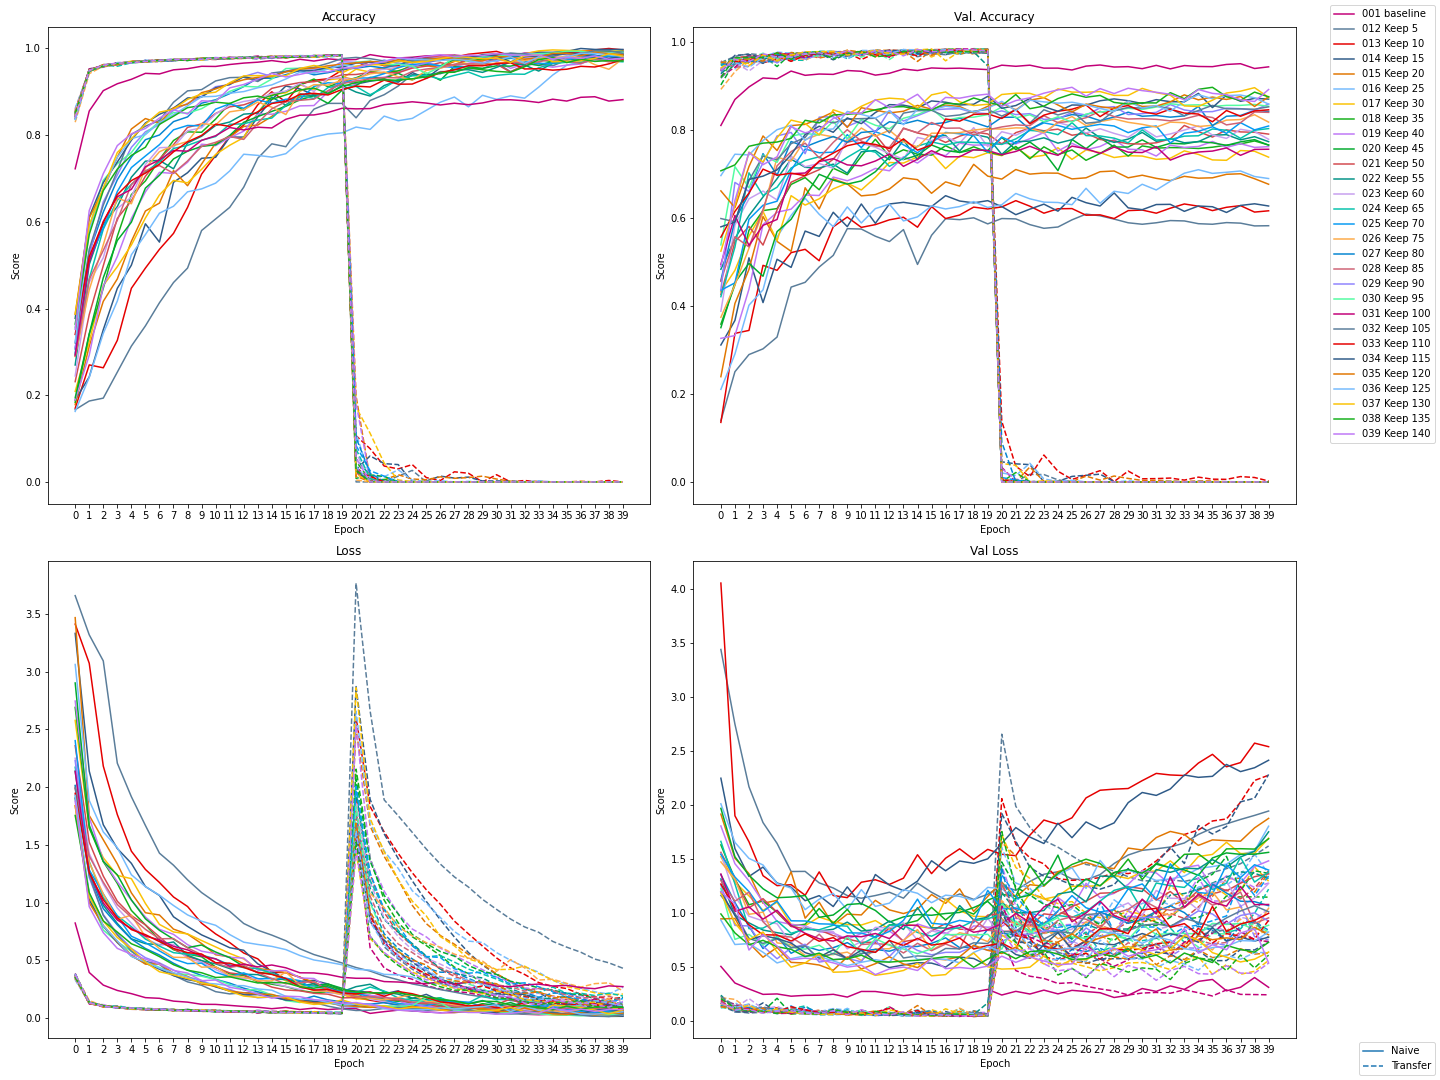 Accuracy
Score
1.0
0.8
0.6
0.4
0.2
0.0
0 1 2 3 4 5 6 7 8 9 10 11 12 13 14 15 16 17 18 19 20 21 22 23 24 25 26 27 28 29 30 31 32 33 34 35 36 37 38 39
Epoch
Val. Accuracy
Score
1.0
0.8
0.6
0.4
0.2
0.0
0 1 2 3 4 5 6 7 8 9 10 11 12 13 14 15 16 17 18 19 20 21 22 23 24 25 26 27 28 29 30 31 32 33 34 35 36 37 38 39
Epoch
001 baseline
012 Keep 5
013 Keep 10
014 Keep 15
015 Keep 20
016 Keep 25
017 Keep 30
018 Keep 35
019 Keep 40
020 Keep 45
021 Keep 50
022 Keep 55
023 Keep 60
024 Keep 65
025 Keep 70
026 Keep 75
027 Keep 80
028 Keep 85
029 Keep 90
030 Keep 95
031 Keep 100
032 Keep 105
033 Keep 110
034 Keep 115
035 Keep 120
036 Keep 125
037 Keep 130
038 Keep 135
039 Keep 140
Loss
Score
3.5
3.0
2.5
2.0
1.5
1.0
0.5
0.0
0 1 2 3 4 5 6 7 8 9 10 11 12 13 14 15 16 17 18 19 20 21 22 23 24 25 26 27 28 29 30 31 32 33 34 35 36 37 38 39
Epoch
Val Loss
Score
4.0
3.5
3.0
2.5
2.0
1.5
1.0
0.5
0.0
0 1 2 3 4 5 6 7 8 9 10 11 12 13 14 15 16 17 18 19 20 21 22 23 24 25 26 27 28 29 30 31 32 33 34 35 36 37 38 39
Epoch
Naive
Transfer